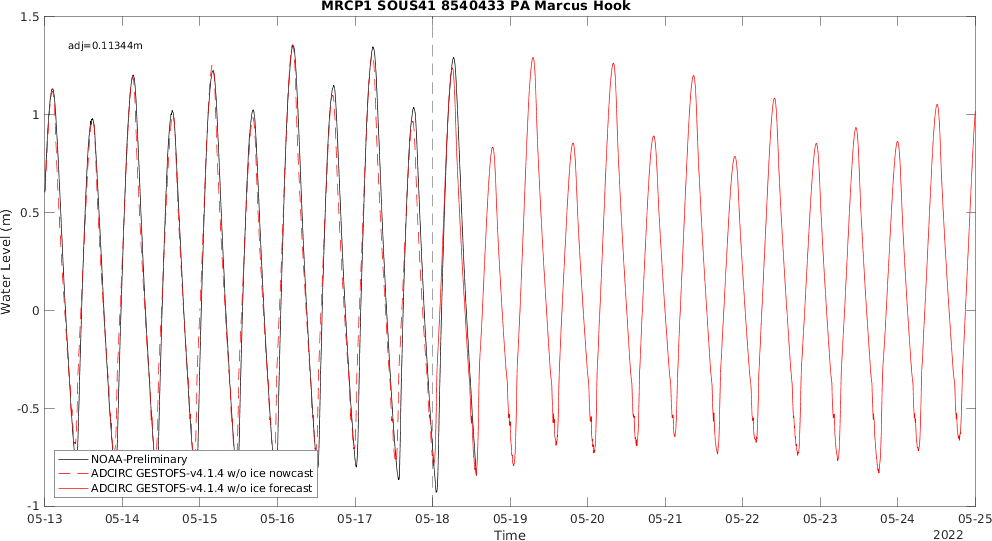 MRCP1 SOUS41 8540433 PA Marcus Hook
1.5
adj=0.11344m
1
0.5
0
-0.5
-1
Water Level (m)
NOAA-Preliminary
ADCIRC GESTOFS-v4.1.4 w/o ice nowcast
ADCIRC GESTOFS-v4.1.4 w/o ice forecast
05-13 05-14 05-15 05-16 05-17 05-18 05-19 05-20 05-21 05-22 05-23 05-24 05-25
Time
2022